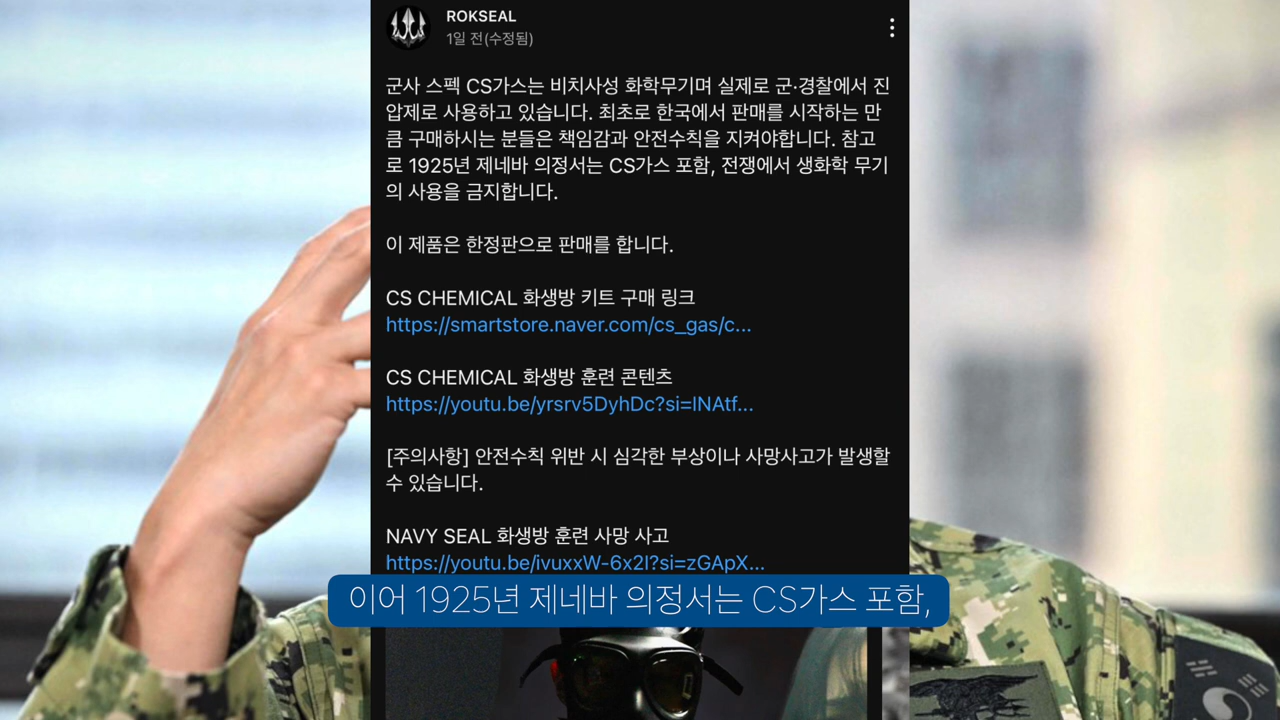 ROKSEAL
1일 전(수정됨)
군사 스펙 CS가스는 비치사성 화학무기며 실제로 군·경찰에서 진
압제로 사용하고 있습니다. 최초로 한국에서 판매를 시작하는 만
큼 구매하시는 분들은 책임감과 안전수칙을 지켜야합니다. 참고
로 1925년 제네바 의정서는 CS가스 포함, 전쟁에서 생화학 무기
의 사용을 금지합니다.
이 제품은 한정판으로 판매를 합니다.
CS CHEMICAL 화생방 키트 구매 링크
https://smartstore.naver.com/cs_gas/c...
CS CHEMICAL 화생방 훈련 콘텐츠
https://youtu.be/yrsrv5DyhDc?si=lNAtf...
[주의사항] 안전수칙 위반 시 심각한 부상이나 사망사고가 발생할
수 있습니다.
NAVY SEAL 화생방 훈련 사망 사고
https://youtu.be/ivuxxW-6x2I?si=zGApX...
이어 1925년 제네바 의정서는 CS가스 포함,